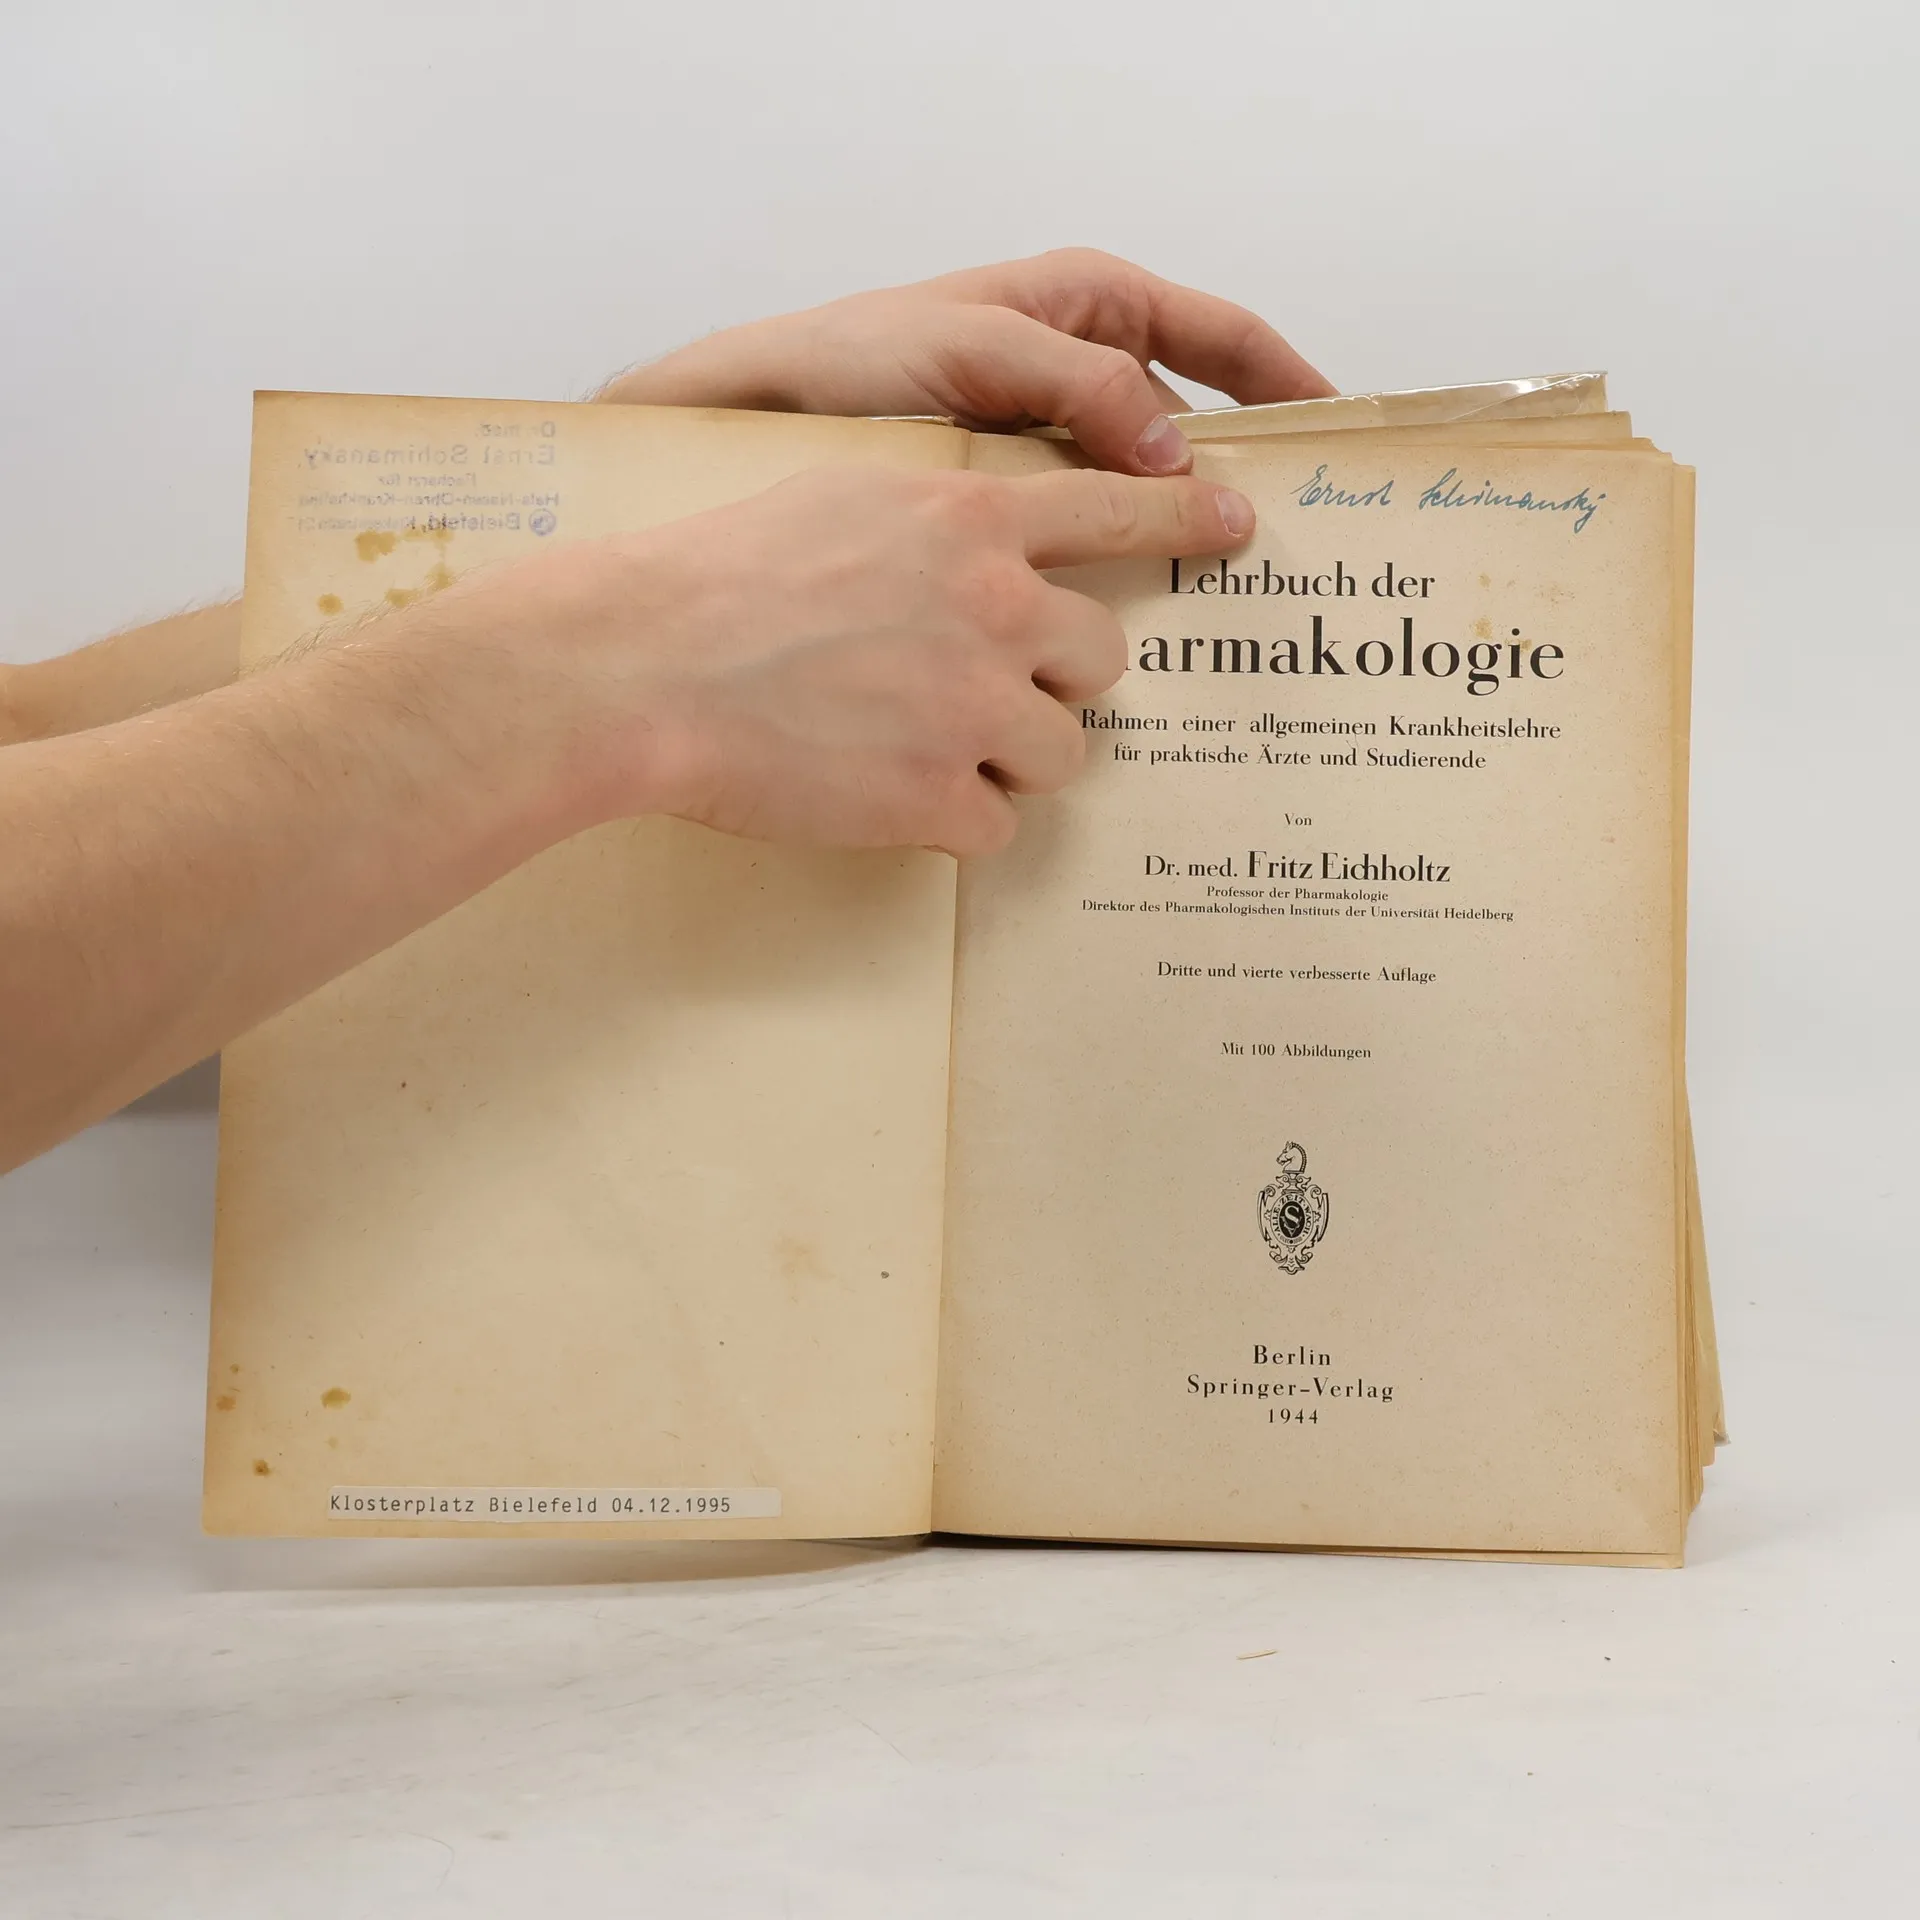 Dr. med.
Ernst Schimansky
Facharzt für
Hals-Nasen-Ohren-Krankheiten
Bielefeld,
Klosterplatz Bielefeld 04.12.1995
Ernst Schimansky
Lehrbuch der
armakologie
Rahmen einer allgemeinen Krankheitslehre
für praktische Ärzte und Studierende
Von
Dr. med. Fritz Eichholtz
Professor der Pharmakologie
Direktor des Pharmakologischen Instituts der Universität Heidelberg
Dritte und vierte verbesserte Auflage
Mit 100 Abbildungen
ALLE ZEIT WACH
S
Berlin
Springer-Verlag
1944